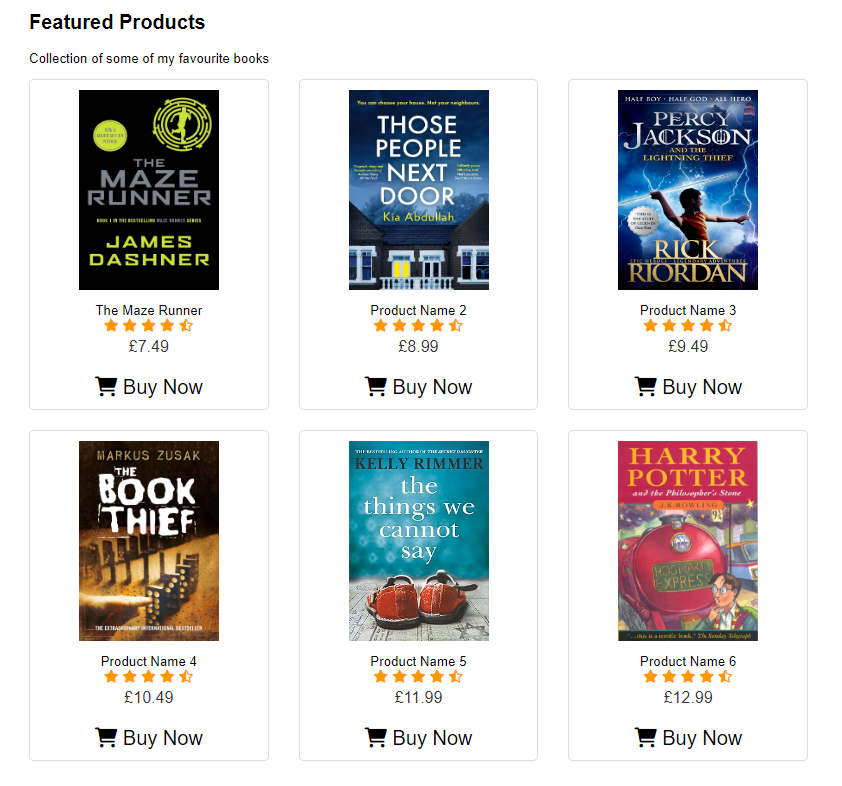 Featured Products
Collection of some of my favourite books
THE
MAZE
RUNNER
BOOK 1 IN THE BESTSELLING MAZE RUNNER SERIES
JAMES
DASHNER
The Maze Runner
£7.49
Buy Now
You can choose your house. Not your neighbours.
THOSE
PEOPLE
NEXT
DOOR
Kia Abdullah
Product Name 2
£8.99
Buy Now
HALF BOY · HALF GOD · ALL HERO
PERCY
JACKSON
AND THE
LIGHTNING THIEF
RICK
RIORDAN
Product Name 3
£9.49
Buy Now
MARKUS ZUSAK
THE
BOOK
THIEF
THE EXTRAORDINARY INTERNATIONAL BESTSELLER
Product Name 4
£10.49
Buy Now
THE BESTSELLING AUTHOR OF THE SECRET DAUGHTER
KELLY RIMMER
the
things we
cannot
say
Product Name 5
£11.99
Buy Now
HARRY
POTTER
and the Philosopher's Stone
J.K.ROWLING
9¾
HOGWARTS
EXPRESS
"...this is a terrific book." The Sunday Telegraph
Product Name 6
£12.99
Buy Now